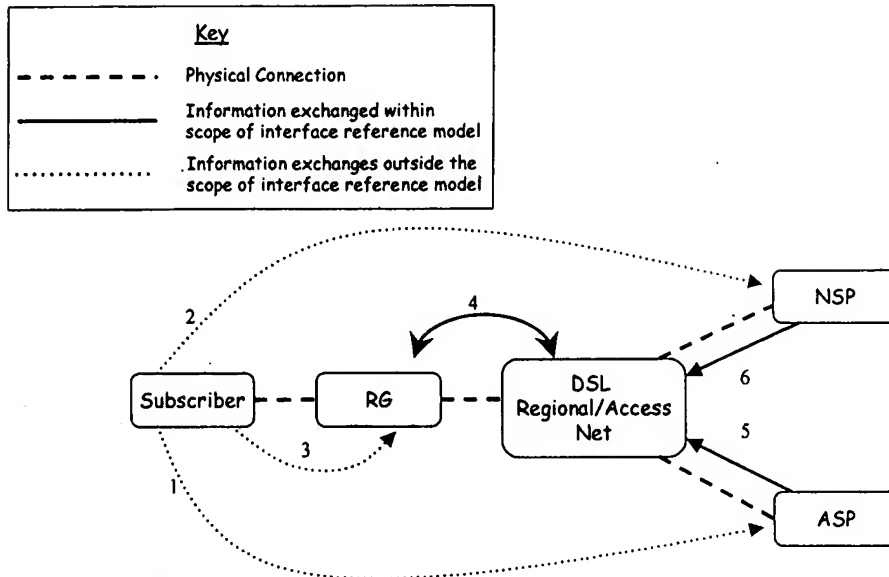 Key
Physical Connection
Information exchanged within
scope of interface reference model
Information exchanges outside the
scope of interface reference model
2
4
NSP
6
Subscriber
RG
DSL
Regional/Access
Net
5
3
1
ASP